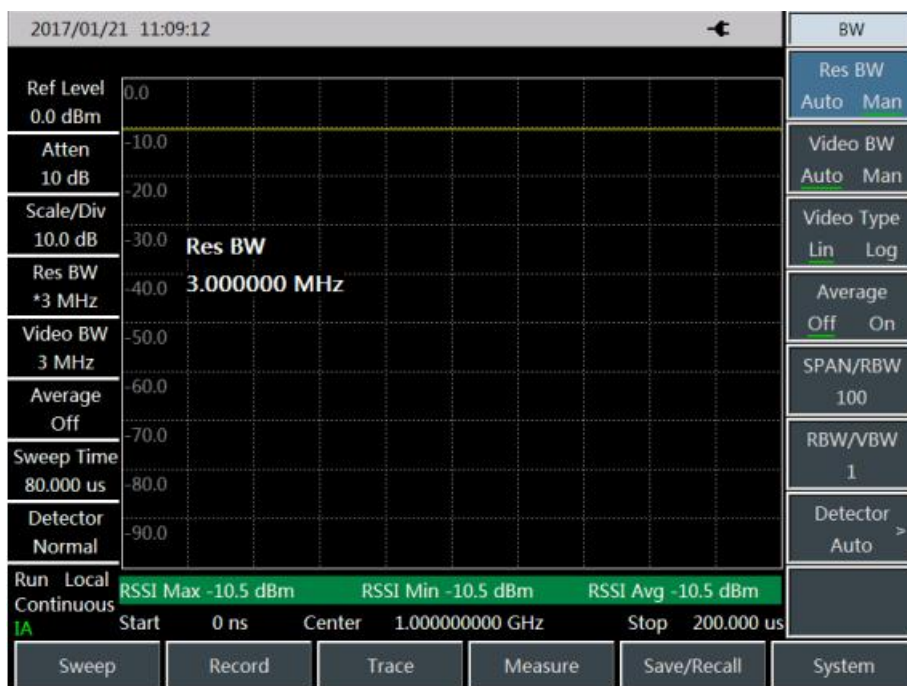 2017/01/21 11:09:12
BW
Ref Level
0.0 dBm
Atten
10 dB
Scale/Div
10.0 dB
Res BW
*3 MHz
Video BW
3 MHz
Average
Off
Sweep Time
80.000 us
Detector
Normal
Run Local
Continuous
IA
0.0
-10.0
-20.0
-30.0
-40.0
-50.0
-60.0
-70.0
-80.0
-90.0
Res BW
3.000000 MHz
RSSI Max -10.5 dBm RSSI Min -10.5 dBm RSSI Avg -10.5 dBm
Start 0 ns Center 1.000000000 GHz Stop 200.000 us
Res BW
Auto Man
Video BW
Auto Man
Video Type
Lin Log
Average
Off On
SPAN/RBW
100
RBW/VBW
1
Detector >
Auto
Sweep Record Trace Measure Save/Recall System